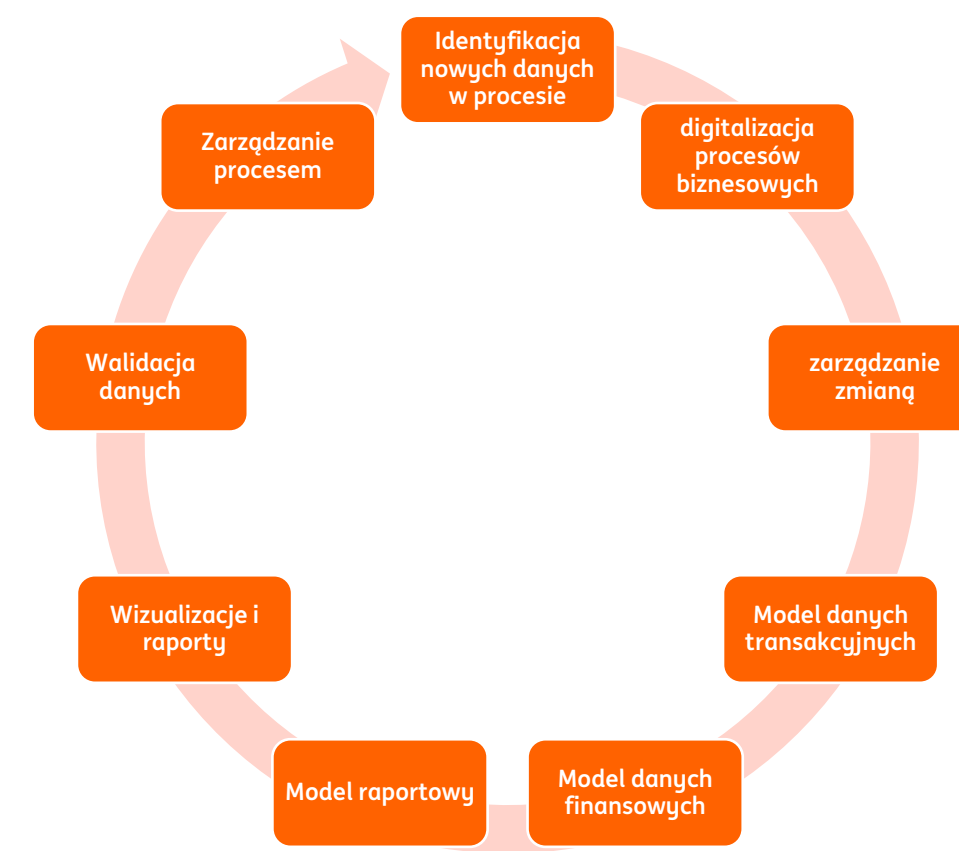 Identyfikacja
nowych danych
w procesie
digitalizacja
procesów
biznesowych
zarządzanie
zmianą
Model danych
transakcyjnych
Model danych
finansowych
Model raportowy
Wizualizacje i
raporty
Walidacja
danych
Zarządzanie
procesem